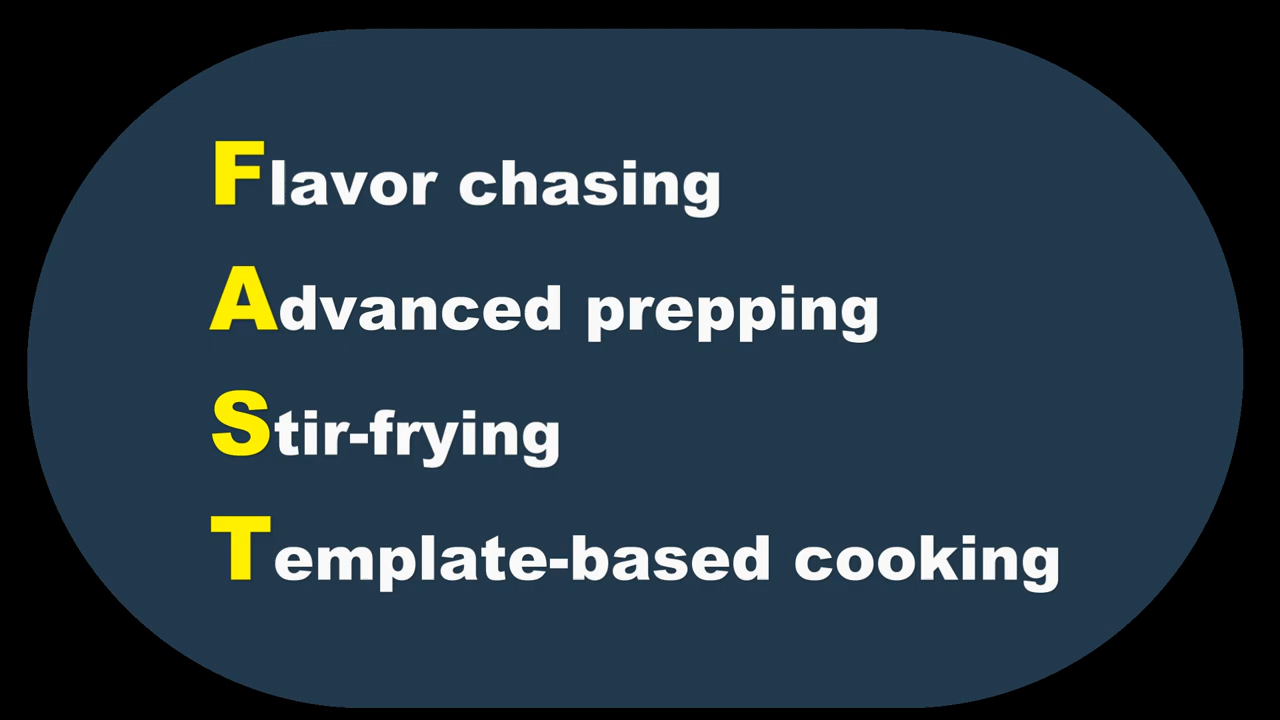 Flavor chasing
Advanced prepping
Stir-frying
Template-based cooking